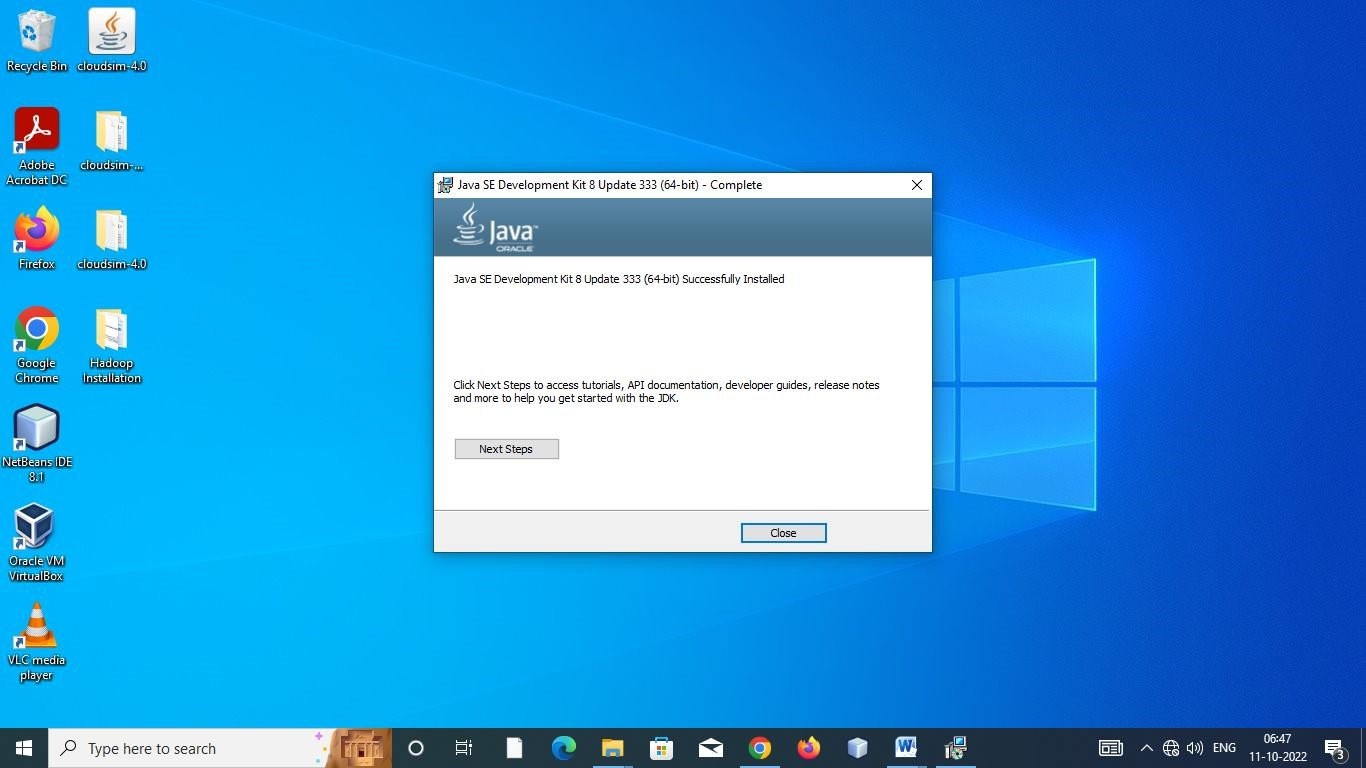 Recycle Bin
cloudsim-4.0
Adobe
Acrobat DC
cloudsim-...
Firefox
cloudsim-4.0
Google
Chrome
Hadoop
Installation
NetBeans IDE
8.1
Oracle VM
VirtualBox
VLC media
player
Java SE Development Kit 8 Update 333 (64-bit) - Complete
Java™
ORACLE
Java SE Development Kit 8 Update 333 (64-bit) Successfully Installed
Click Next Steps to access tutorials, API documentation, developer guides, release notes
and more to help you get started with the JDK.
Next Steps
Close
Type here to search
ENG
06:47
11-10-2022
3